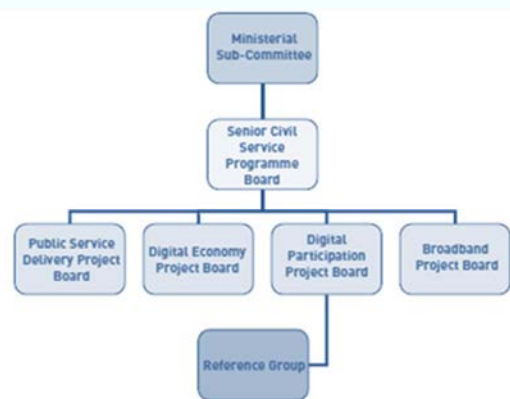 Ministerial
Sub-Committee
Senior Civil
Service
Programme
Board
Public Service
Delivery Project
Board
Digital Economy
Project Board
Digital
Participation
Project Board
Broadband
Project Board
Reference Group